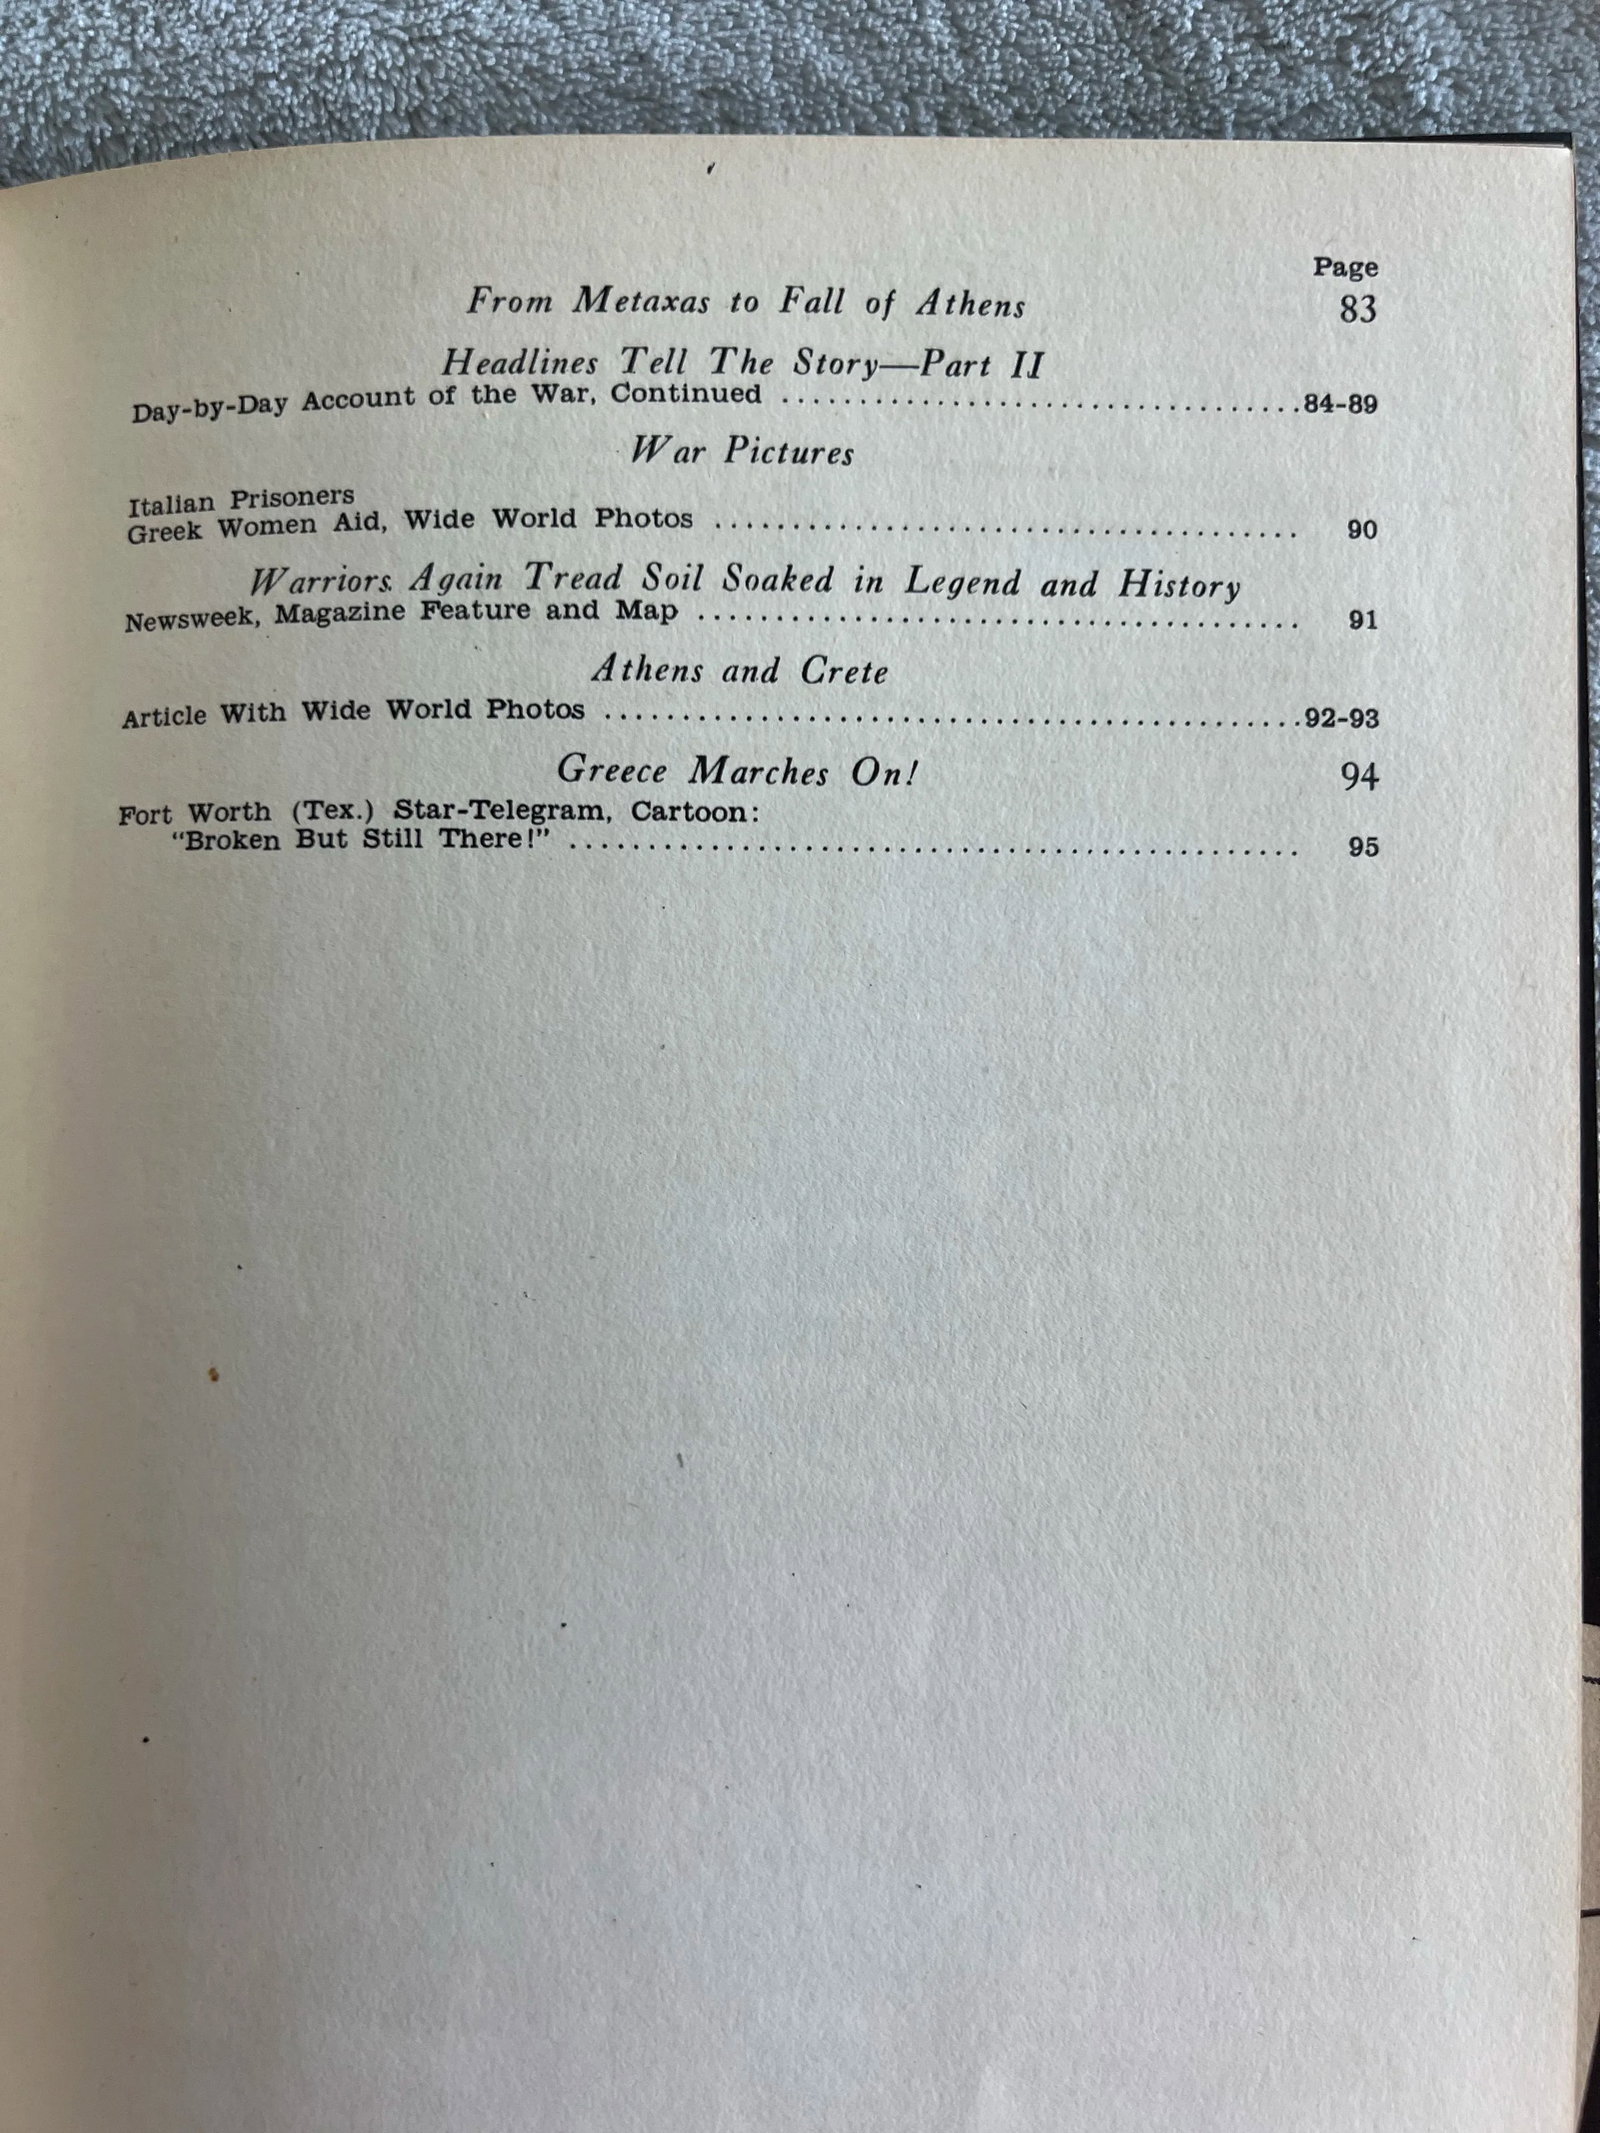 Page
From Metaxas to Fall of Athens 83
Headlines Tell The Story—Part II
Day-by-Day Account of the War, Continued ................................. 84-89
War Pictures
Italian Prisoners
Greek Women Aid, Wide World Photos ...................................... 90
Warriors Again Tread Soil Soaked in Legend and History
Newsweek, Magazine Feature and Map ....................................... 91
Athens and Crete
Article With Wide World Photos ............................................. 92-93
Greece Marches On! 94
Fort Worth (Tex.) Star-Telegram, Cartoon:
"Broken But Still There!" ............................................... 95